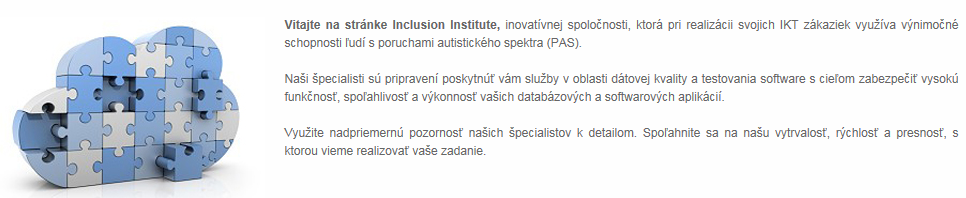 Vitajte na stránke Inclusion Institute, inovatívnej spoločnosti, ktorá pri realizácii svojich IKT zákaziek využíva výnimočné
schopnosti ľudí s poruchami autistického spektra (PAS).
Naši špecialisti sú pripravení poskytnúť vám služby v oblasti dátovej kvality a testovania software s cieľom zabezpečiť vysokú
funkčnosť, spoľahlivosť a výkonnosť vašich databázových a softwarových aplikácií.
Využite nadpriemernú pozornosť našich špecialistov k detailom. Spoľahnite sa na našu vytrvalosť, rýchlosť a presnosť, s
ktorou vieme realizovať vaše zadanie.